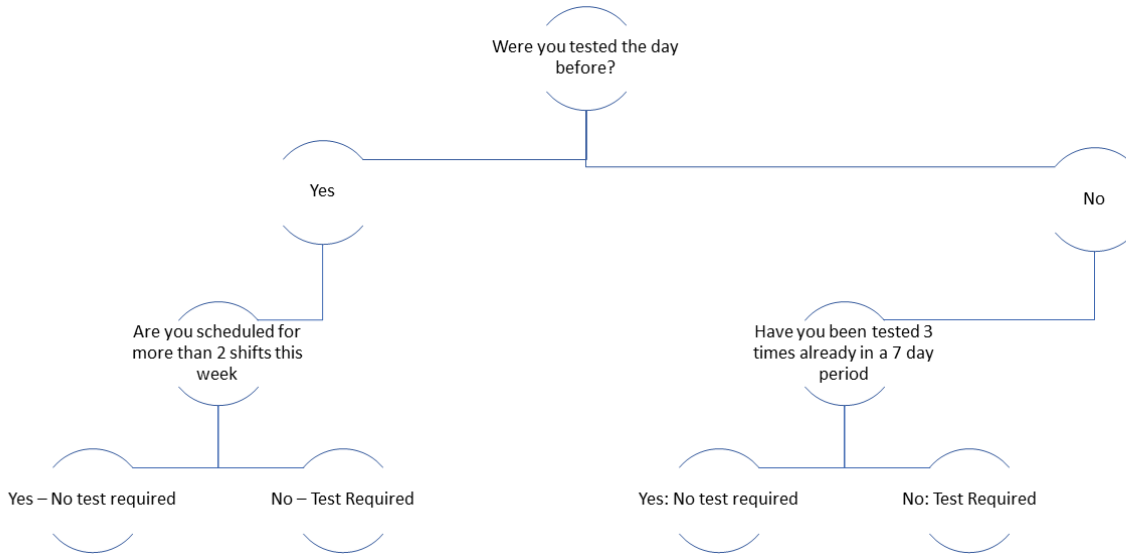 Were you tested the day
before?
Yes
No
Are you scheduled for
more than 2 shifts this
week
Have you been tested 3
times already in a 7 day
period
Yes – No test required
No – Test Required
Yes: No test required
No: Test Required